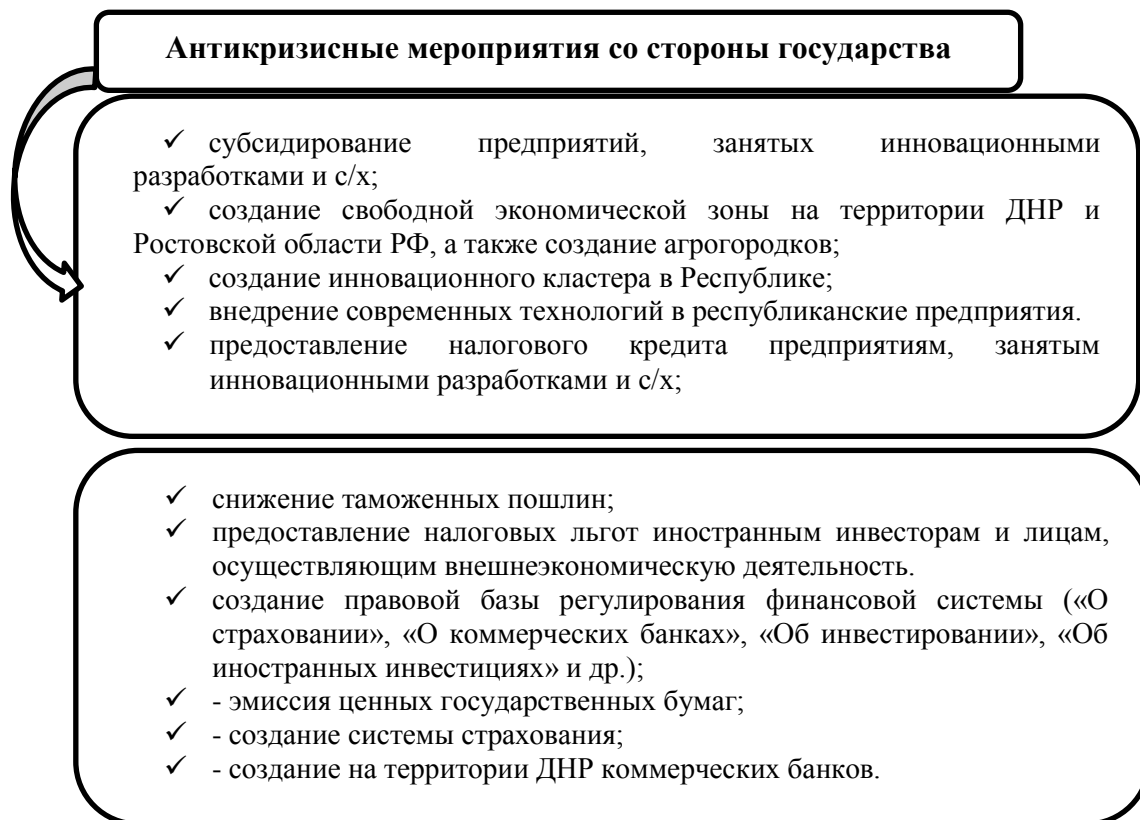 Антикризисные мероприятия со стороны государства
✓ субсидирование предприятий, занятых инновационными
разработками и с/х;
✓ создание свободной экономической зоны на территории ДНР и
Ростовской области РФ, а также создание агрогородков;
✓ создание инновационного кластера в Республике;
✓ внедрение современных технологий в республиканские предприятия.
✓ предоставление налогового кредита предприятиям, занятым
инновационными разработками и с/х;
✓ снижение таможенных пошлин;
✓ предоставление налоговых льгот иностранным инвесторам и лицам,
осуществляющим внешнеэкономическую деятельность.
✓ создание правовой базы регулирования финансовой системы («О
страховании», «О коммерческих банках», «Об инвестировании», «Об
иностранных инвестициях» и др.);
✓ - эмиссия ценных государственных бумаг;
✓ - создание системы страхования;
✓ - создание на территории ДНР коммерческих банков.